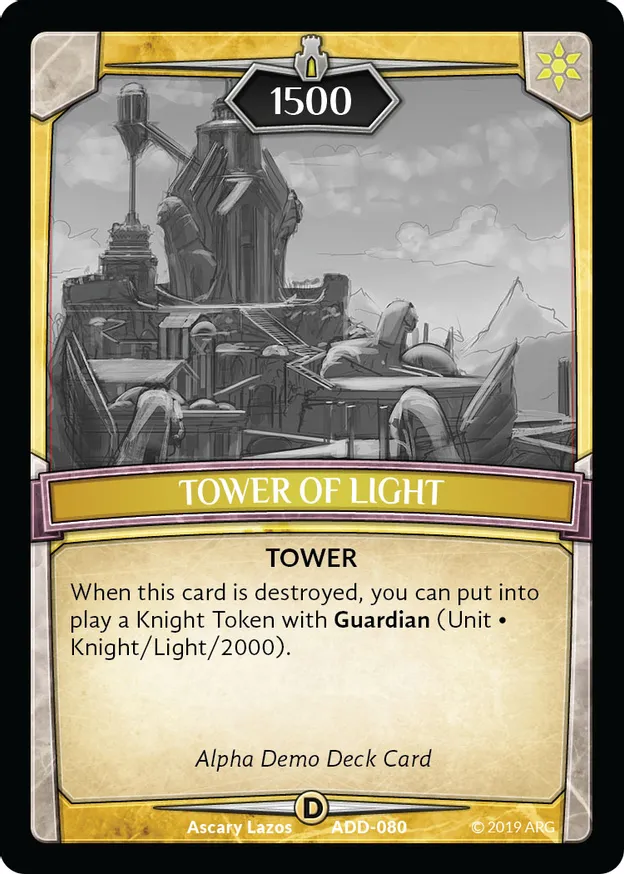 1500
TOWER OF LIGHT
TOWER
When this card is destroyed, you can put into
play a Knight Token with Guardian (Unit •
Knight/Light/2000).
Alpha Demo Deck Card
D
Ascary Lazos ADD-080 © 2019 ARG